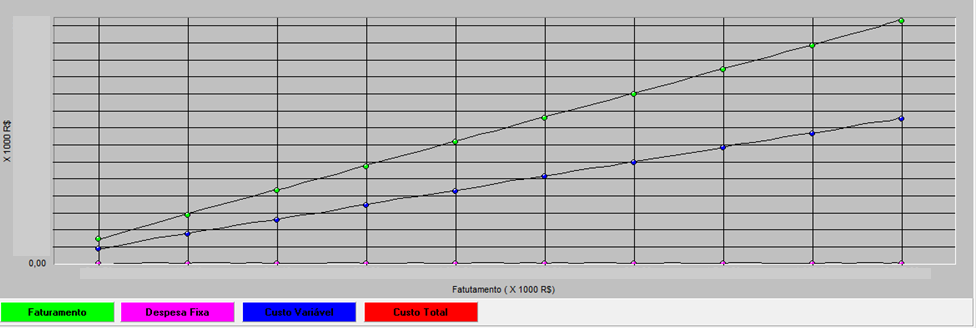 X 1000 R$
0,00
Fatutamento ( X 1000 R$)
Faturamento
Despesa Fixa
Custo Variável
Custo Total